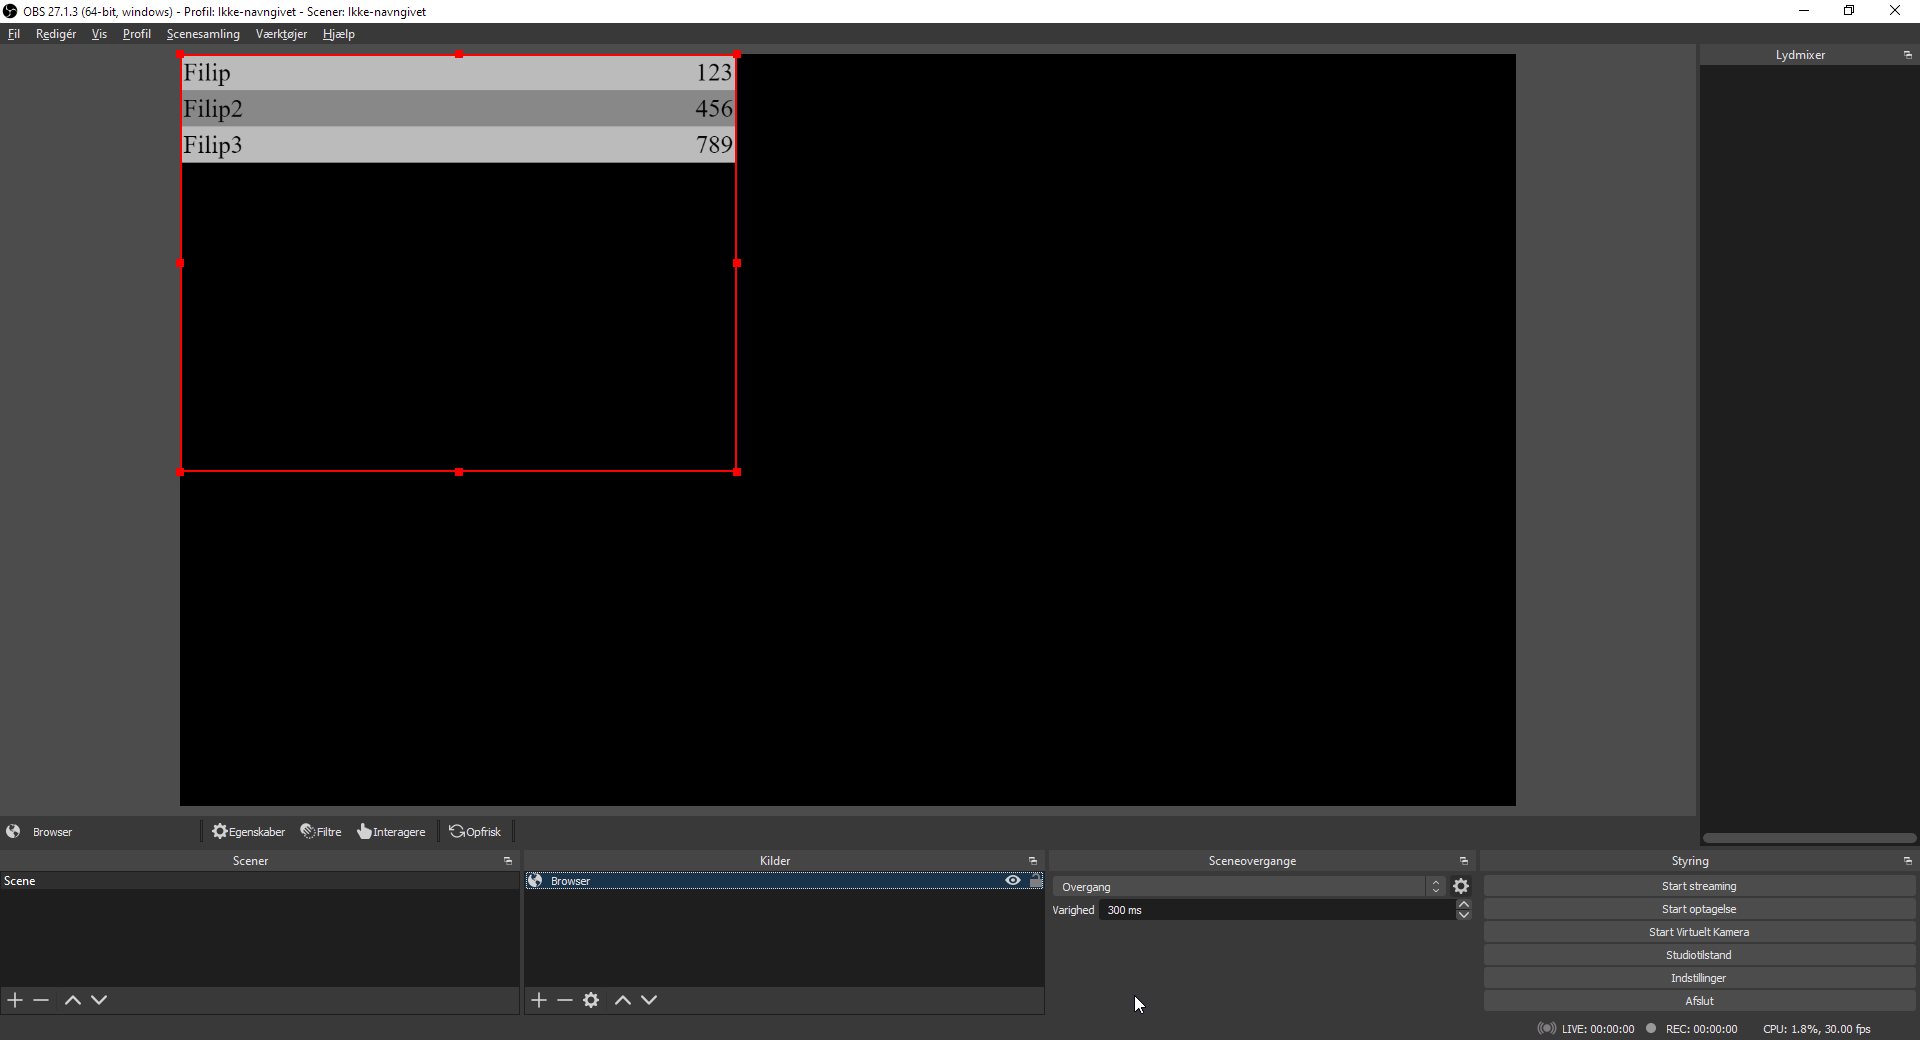 OBS 27.1.3 (64-bit, windows) - Profil: Ikke-navngivet - Scener: Ikke-navngivet
Fil Redigér Vis Profil Scenesamling Værktøjer Hjælp
Lydmixer
Filip 123
Filip2 456
Filip3 789
Browser Egenskaber Filtre Interagere Opfrisk
Scener Kilder Sceneovergange Styring
Scene
Browser
Overgang
Varighed 300 ms
Start streaming
Start optagelse
Start Virtuelt Kamera
Studiotilstand
Indstillinger
Afslut
LIVE: 00:00:00 REC: 00:00:00 CPU: 1.8%, 30.00 fps